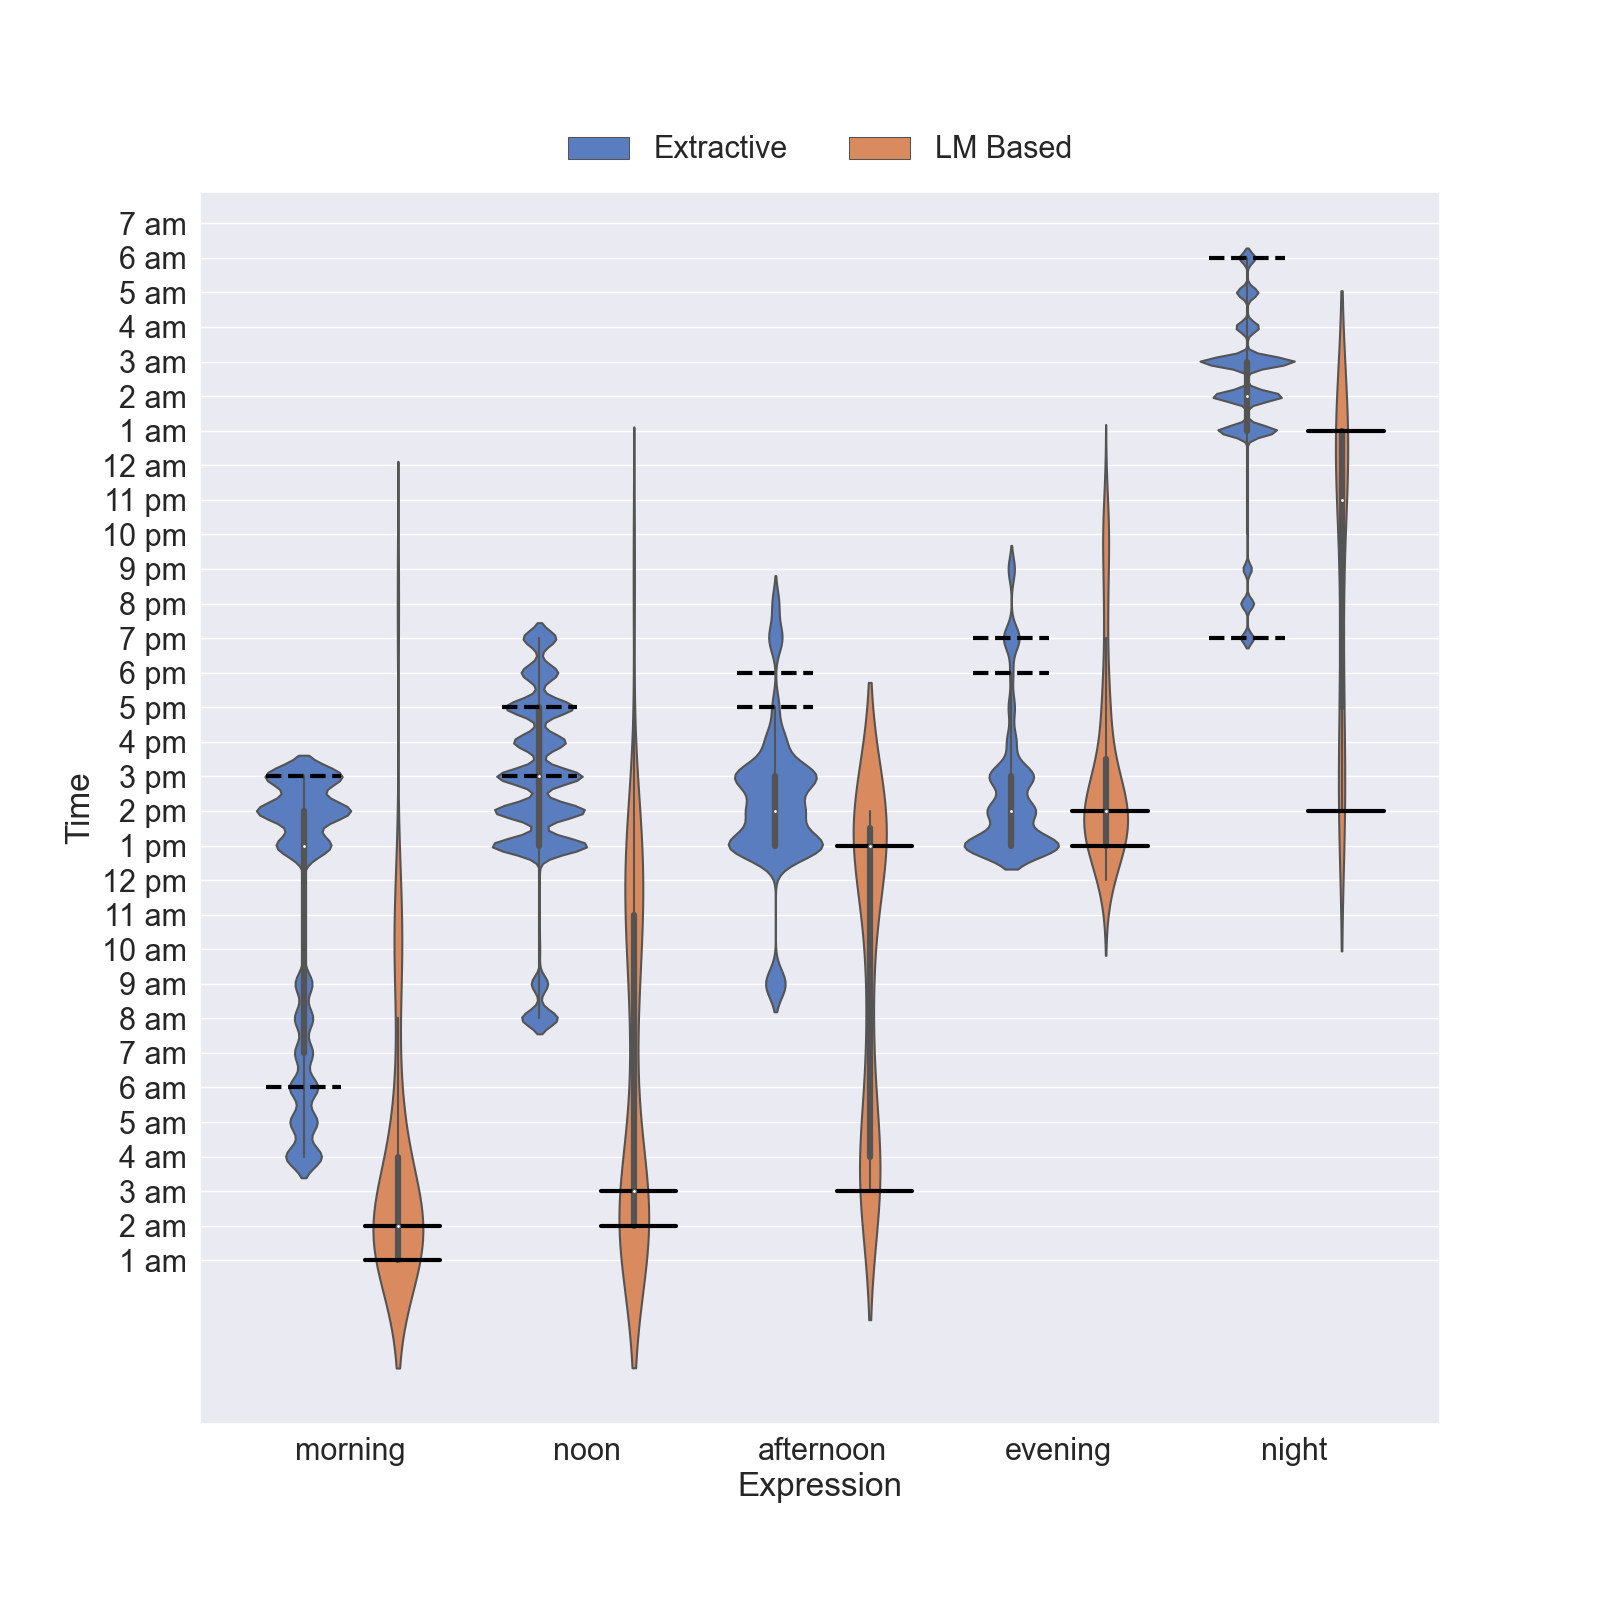 Extractive LM Based
7 am
6 am
5 am
4 am
3 am
2 am
1 am
12 am
11 pm
10 pm
9 pm
8 pm
7 pm
6 pm
5 pm
4 pm
3 pm
2 pm
1 pm
12 pm
11 am
10 am
9 am
8 am
7 am
6 am
5 am
4 am
3 am
2 am
1 am
Time
morning noon afternoon evening night
Expression